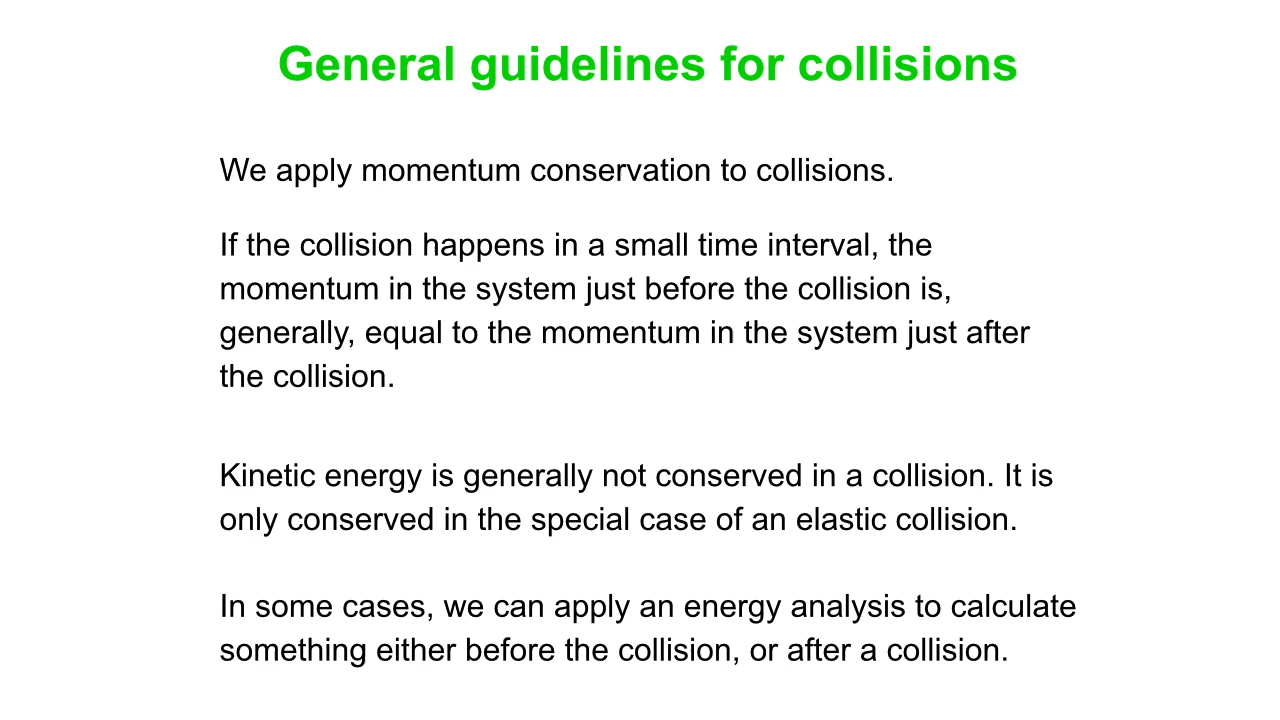 General guidelines for collisions
We apply momentum conservation to collisions.
If the collision happens in a small time interval, the
momentum in the system just before the collision is,
generally, equal to the momentum in the system just after
the collision.
Kinetic energy is generally not conserved in a collision. It is
only conserved in the special case of an elastic collision.
In some cases, we can apply an energy analysis to calculate
something either before the collision, or after a collision.